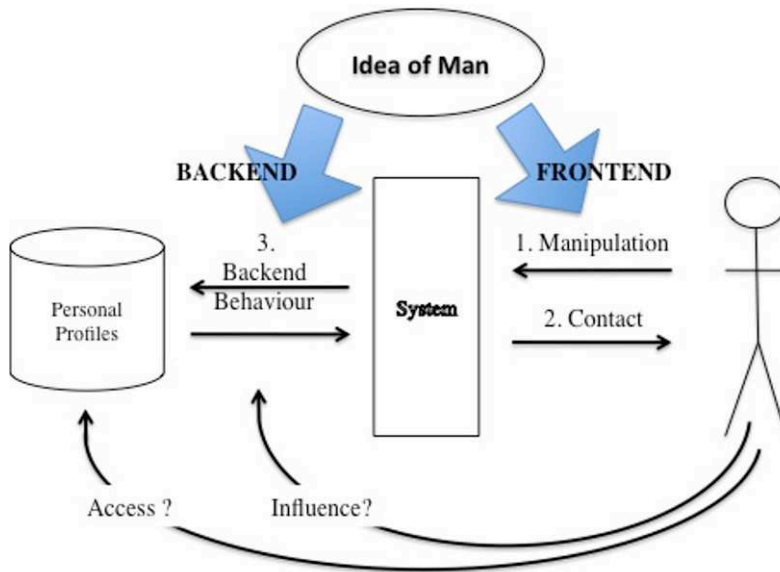 Idea of Man
BACKEND
FRONTEND
3.
Backend
Behaviour
1. Manipulation
Personal
Profiles
System
2. Contact
Access ?
Influence?